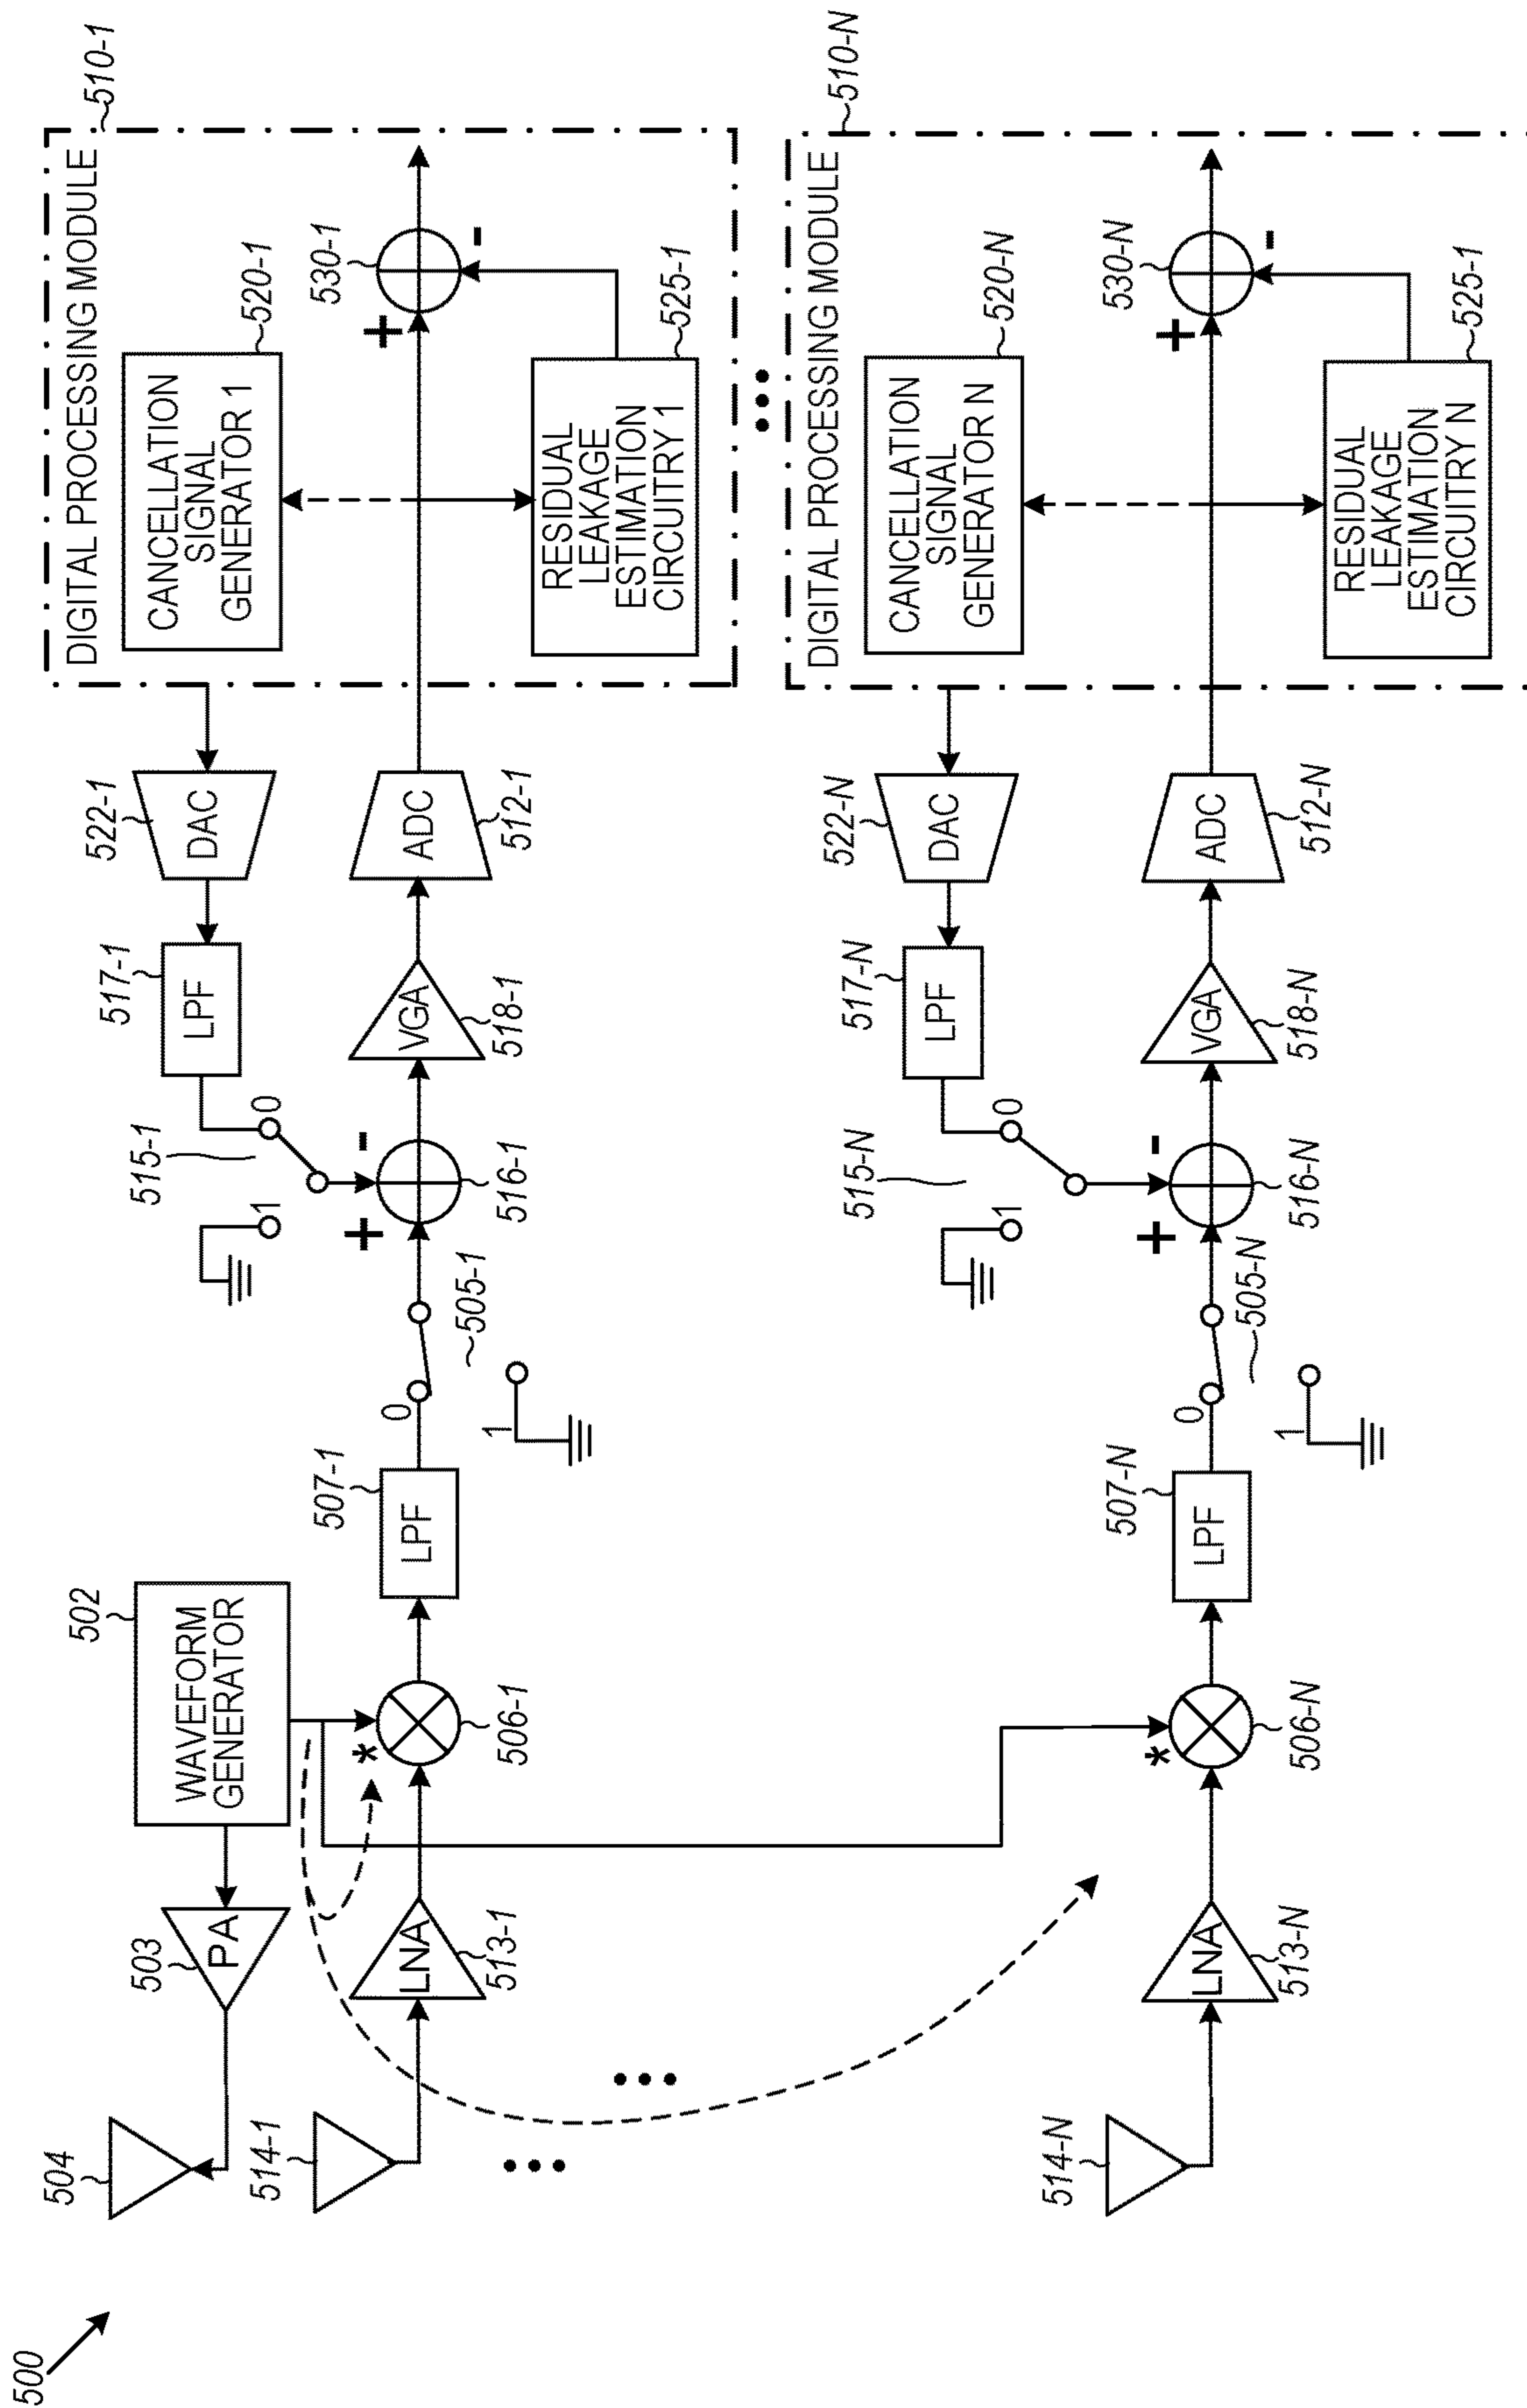 500
504
503
PA
502
WAVEFORM
GENERATOR
514-1
LNA
513-1
*
506-1
507-1
LPF
0
1
505-1
+
-
516-1
515-1
1
0
517-1
LPF
522-1
DAC
VGA
518-1
ADC
512-1
510-1
DIGITAL PROCESSING MODULE
520-1
CANCELLATION
SIGNAL
GENERATOR 1
525-1
RESIDUAL
LEAKAGE
ESTIMATION
CIRCUITRY 1
530-1
+
-
514-N
LNA
513-N
*
506-N
507-N
LPF
0
1
505-N
+
-
516-N
515-N
1
0
517-N
LPF
522-N
DAC
VGA
518-N
ADC
512-N
510-N
DIGITAL PROCESSING MODULE
520-N
CANCELLATION
SIGNAL
GENERATOR N
525-1
RESIDUAL
LEAKAGE
ESTIMATION
CIRCUITRY N
530-N
+
-